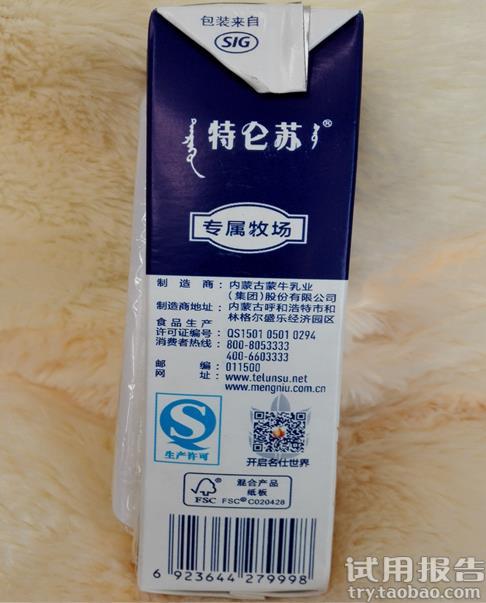 包装来自
SIG
特仑苏®
专属牧场
制造商：内蒙古蒙牛乳业
（集团）股份有限公司
制造商地址：内蒙古呼和浩特市和
林格尔盛乐经济园区
食品生产
许可证编号：QS1501 0501 0294
消费者热线：800-8053333
400-6603333
邮编：011500
网址：www.telunsu.net
www.mengniu.com.cn
QS
生产许可
开启名仕世界
FSC
混合产品
纸板
FSC® C020428
6 923644 279998
试用报告
try.taobao.com